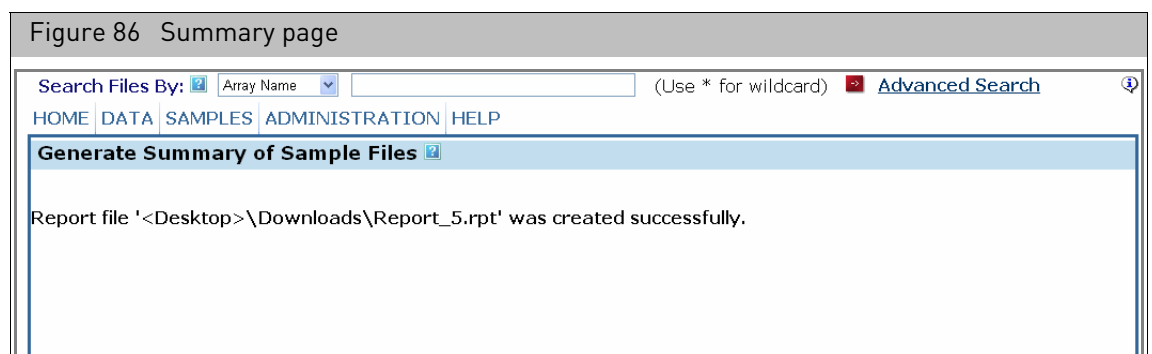 Figure 86 Summary page
Search Files By: Array Name (Use * for wildcard) Advanced Search
HOME DATA SAMPLES ADMINISTRATION HELP
Generate Summary of Sample Files
Report file '<Desktop>\Downloads\Report_5.rpt' was created successfully.